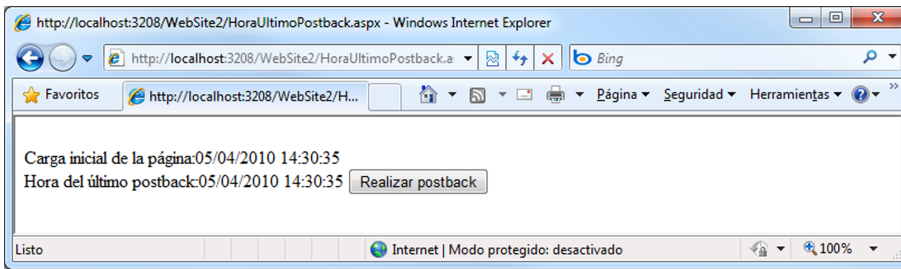 http://localhost:3208/WebSite2/HoraUltimoPostback.aspx - Windows Internet Explorer
http://localhost:3208/WebSite2/HoraUltimoPostback.a Bing
Favoritos http://localhost:3208/WebSite2/H... Página Seguridad Herramientas »
Carga inicial de la página:05/04/2010 14:30:35
Hora del último postback:05/04/2010 14:30:35 Realizar postback
Listo Internet | Modo protegido: desactivado 100%